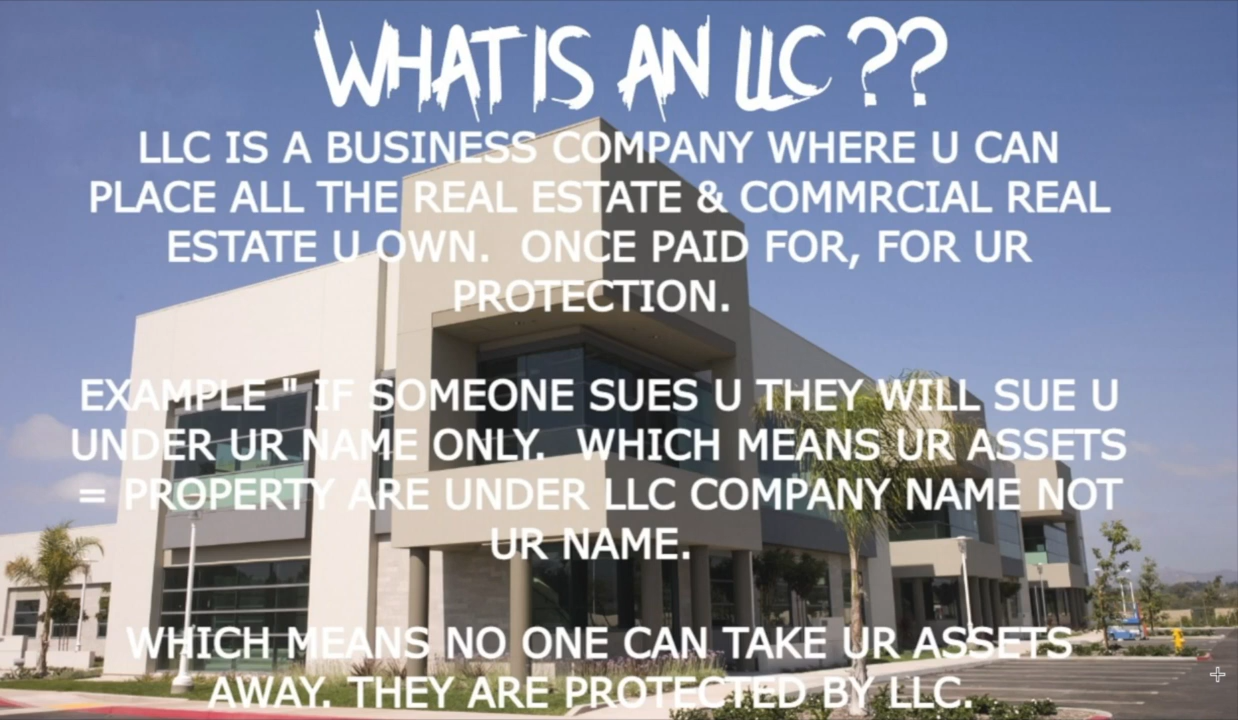 WHAT IS AN LLC ??
LLC IS A BUSINESS COMPANY WHERE U CAN
PLACE ALL THE REAL ESTATE & COMMRCIAL REAL
ESTATE U OWN. ONCE PAID FOR, FOR UR
PROTECTION.
EXAMPLE " IF SOMEONE SUES U THEY WILL SUE U
UNDER UR NAME ONLY. WHICH MEANS UR ASSETS
= PROPERTY ARE UNDER LLC COMPANY NAME NOT
UR NAME.
WHICH MEANS NO ONE CAN TAKE UR ASSETS
AWAY. THEY ARE PROTECTED BY LLC.